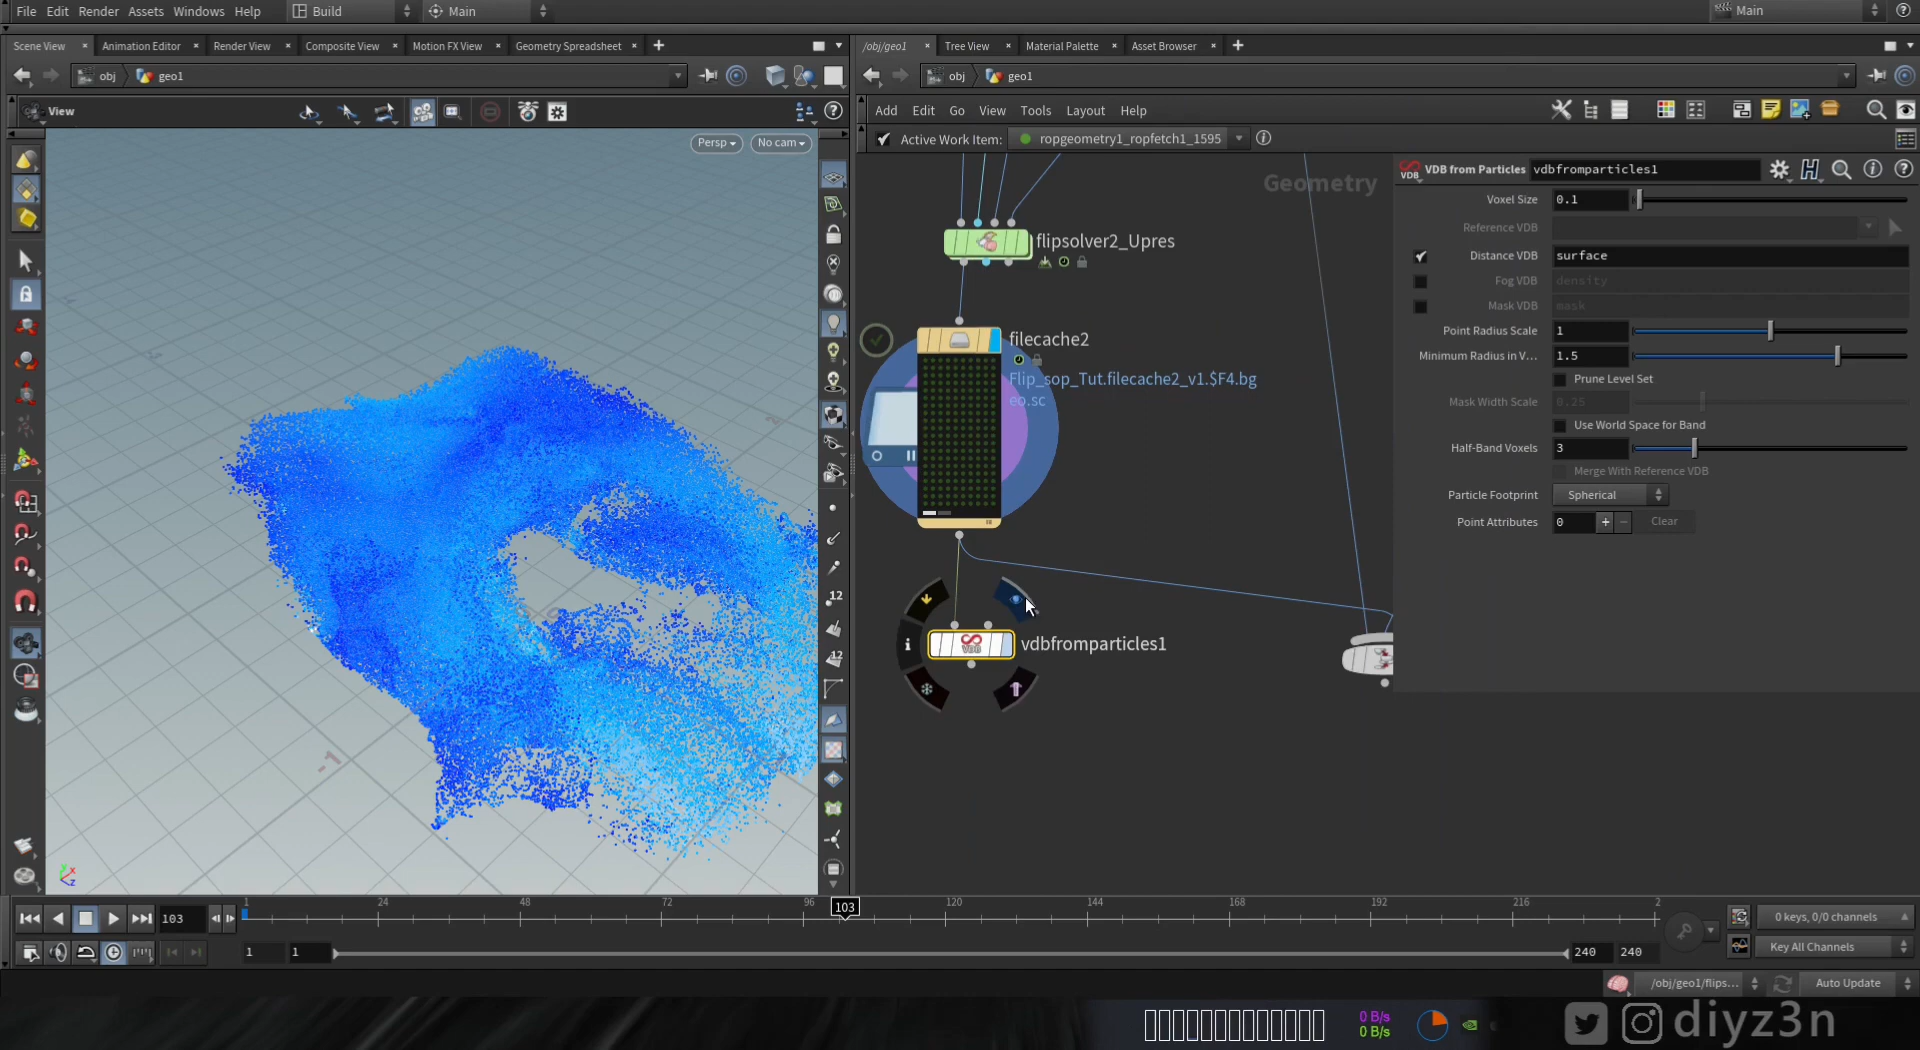 File Edit Render Assets Windows Help Build Main Main
Scene View Animation Editor Render View Composite View Motion FX View Geometry Spreadsheet
/obj/geo1 Tree View Material Palette Asset Browser
obj geo1
obj geo1
View
Add Edit Go View Tools Layout Help
Active Work Item: ropgeometry1_ropfetch1_1595
Persp No cam
Geometry
flipsolver2_Upres
filecache2
Flip_sop_Tut.filecache2_v1.$F4.bg
eo.sc
vdbfromparticles1
VDB VDB from Particles vdbfromparticles1
Voxel Size 0.1
Reference VDB
Distance VDB surface
Fog VDB density
Mask VDB mask
Point Radius Scale 1
Minimum Radius in V... 1.5
Prune Level Set
Mask Width Scale 0.25
Use World Space for Band
Half-Band Voxels 3
Merge With Reference VDB
Particle Footprint Spherical
Point Attributes 0 + − Clear
12
12
103 1 24 48 72 96 103 120 144 168 192 216 2
0 keys, 0/0 channels
1 1 240 240 Key All Channels
/obj/geo1/flips... Auto Update
0 B/s
0 B/s
diyz3n